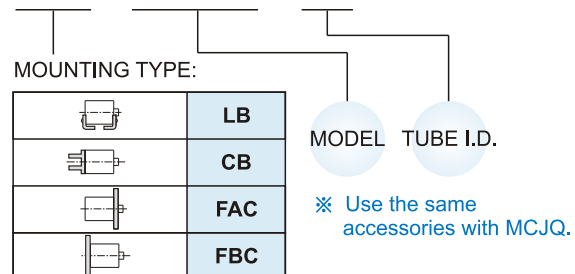 MOUNTING TYPE:
LB
CB
FAC
FBC
MODEL
TUBE I.D.
※ Use the same
accessories with MCJQ.